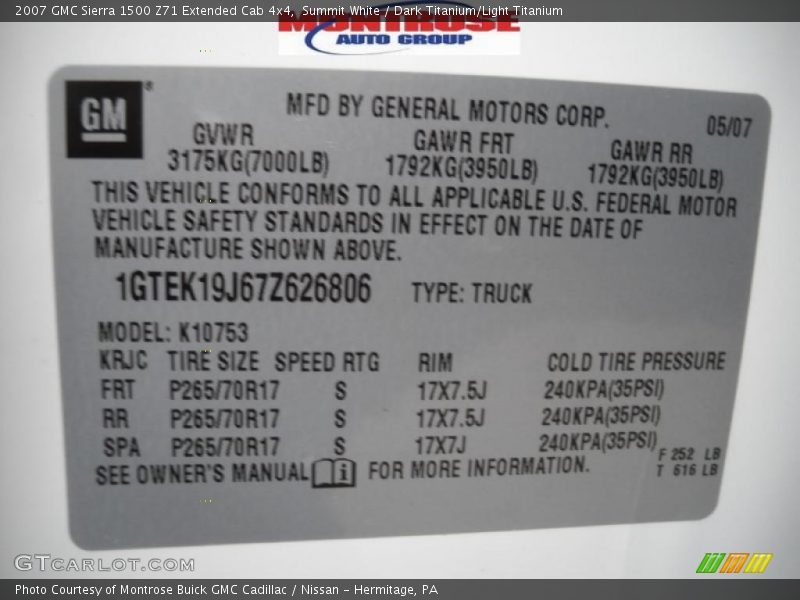 2007 GMC Sierra 1500 Z71 Extended Cab 4x4, Summit White / Dark Titanium/Light Titanium
MONTROSE
AUTO GROUP
GM®
MFD BY GENERAL MOTORS CORP.
05/07
GVWR GAWR FRT GAWR RR
3175KG(7000LB) 1792KG(3950LB) 1792KG(3950LB)
THIS VEHICLE CONFORMS TO ALL APPLICABLE U.S. FEDERAL MOTOR
VEHICLE SAFETY STANDARDS IN EFFECT ON THE DATE OF
MANUFACTURE SHOWN ABOVE.
1GTEK19J67Z626806 TYPE: TRUCK
MODEL: K10753
KRJC TIRE SIZE SPEED RTG RIM COLD TIRE PRESSURE
FRT P265/70R17 S 17X7.5J 240KPA(35PSI)
RR P265/70R17 S 17X7.5J 240KPA(35PSI)
SPA P265/70R17 S 17X7J 240KPA(35PSI)
SEE OWNER'S MANUAL i FOR MORE INFORMATION.
F 252 LB
T 616 LB
GTCARLOT.COM
Photo Courtesy of Montrose Buick GMC Cadillac / Nissan - Hermitage, PA